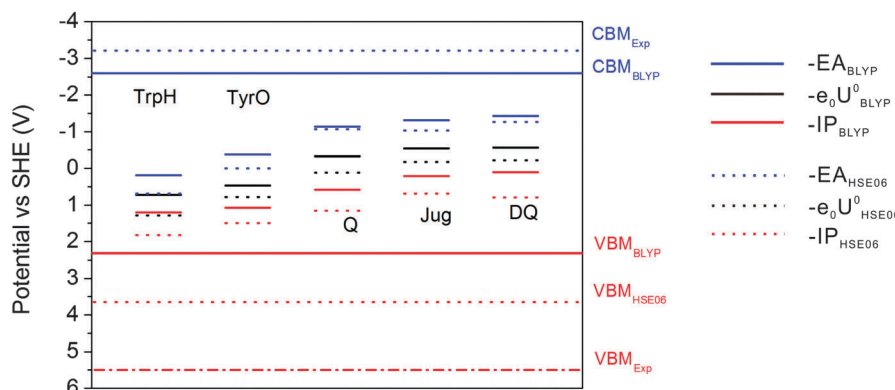 Potential vs SHE (V)
-4
-3
-2
-1
0
1
2
3
4
5
6
TrpH
TyrO
Q
Jug
DQ
CBM_Exp
CBM_BLYP
VBM_BLYP
VBM_HSE06
VBM_Exp
-EA_BLYP
-e₀U⁰_BLYP
-IP_BLYP
-EA_HSE06
-e₀U⁰_HSE06
-IP_HSE06